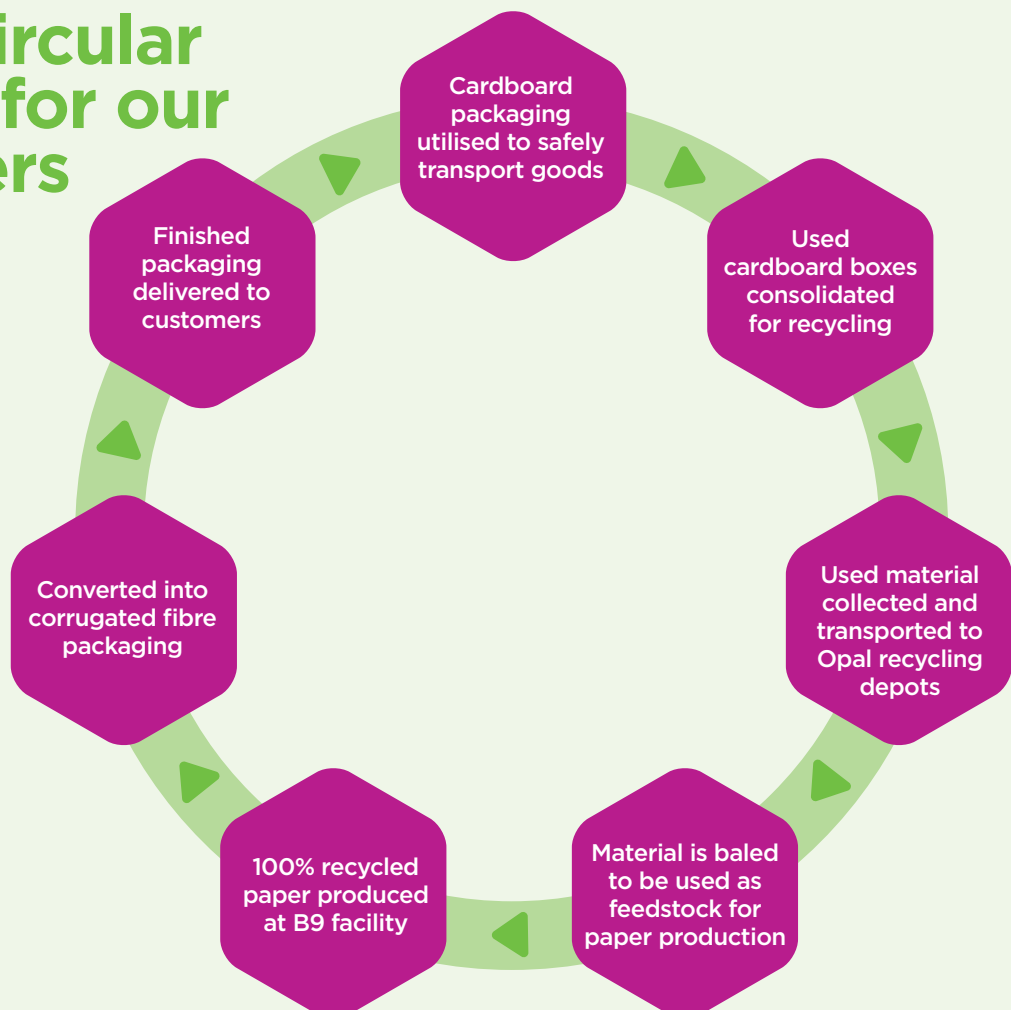 ircular
for our
ers
Cardboard
packaging
utilised to safely
transport goods
Used
cardboard boxes
consolidated
for recycling
Used material
collected and
transported to
Opal recycling
depots
Material is baled
to be used as
feedstock for
paper production
100% recycled
paper produced
at B9 facility
Converted into
corrugated fibre
packaging
Finished
packaging
delivered to
customers